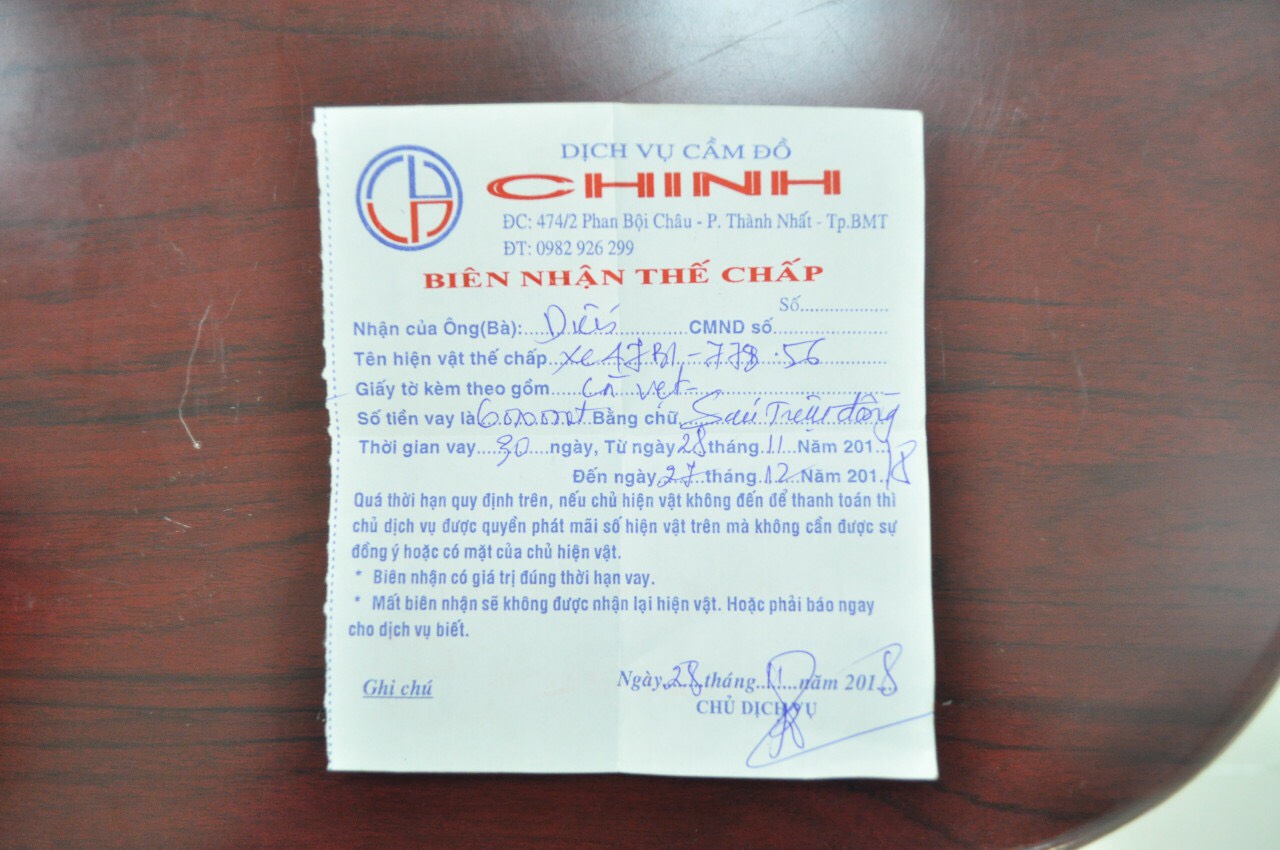 DỊCH VỤ CẦM ĐỒ
CHINH
ĐC: 474/2 Phan Bội Châu - P. Thành Nhất - Tp.BMT
ĐT: 0982 926 299
BIÊN NHẬN THẾ CHẤP
Số....................
Nhận của Ông(Bà):.................... CMND số....................
Tên hiện vật thế chấp xe 47B1 - 778.56
Giấy tờ kèm theo gồm cà vẹt
Số tiền vay là 6000.000đ Bằng chữ Sáu Triệu đồng
Thời gian vay 30 ngày, Từ ngày 28 tháng 11 Năm 2018
Đến ngày 27 tháng 12 Năm 2018
Quá thời hạn quy định trên, nếu chủ hiện vật không đến để thanh toán thì
chủ dịch vụ được quyền phát mãi số hiện vật trên mà không cần được sự
đồng ý hoặc có mặt của chủ hiện vật.
* Biên nhận có giá trị đúng thời hạn vay.
* Mất biên nhận sẽ không được nhận lại hiện vật. Hoặc phải báo ngay
cho dịch vụ biết.
Ngày 28 tháng 11 năm 2018
Ghi chú
CHỦ DỊCH VỤ